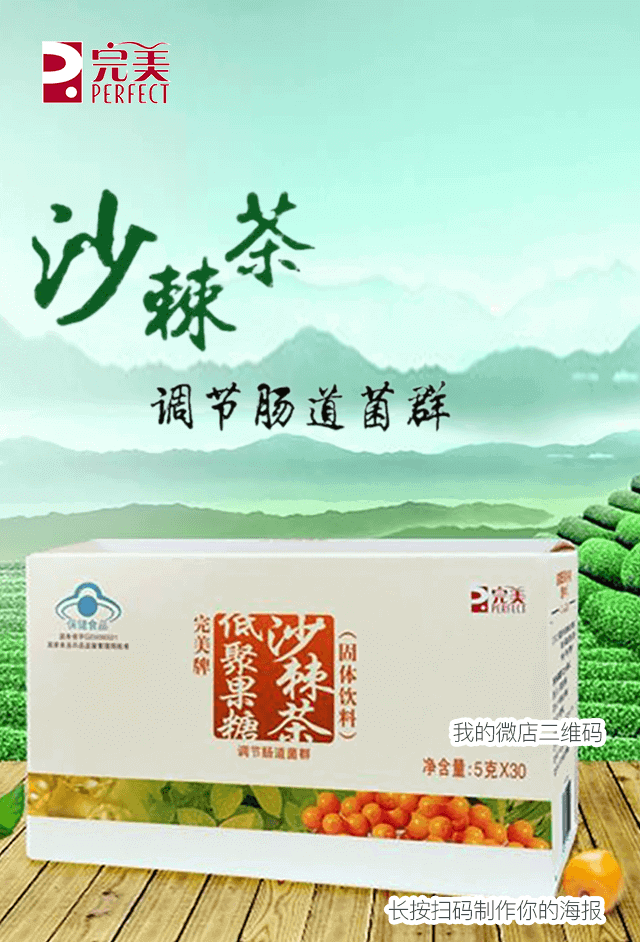 完美
PERFECT
沙棘茶
调节肠道菌群
保健食品
完美
PERFECT
完美牌
低聚果糖
沙棘茶
(固体饮料)
调节肠道菌群
净含量:5克X30
我的微店三维码
长按扫码制作你的海报